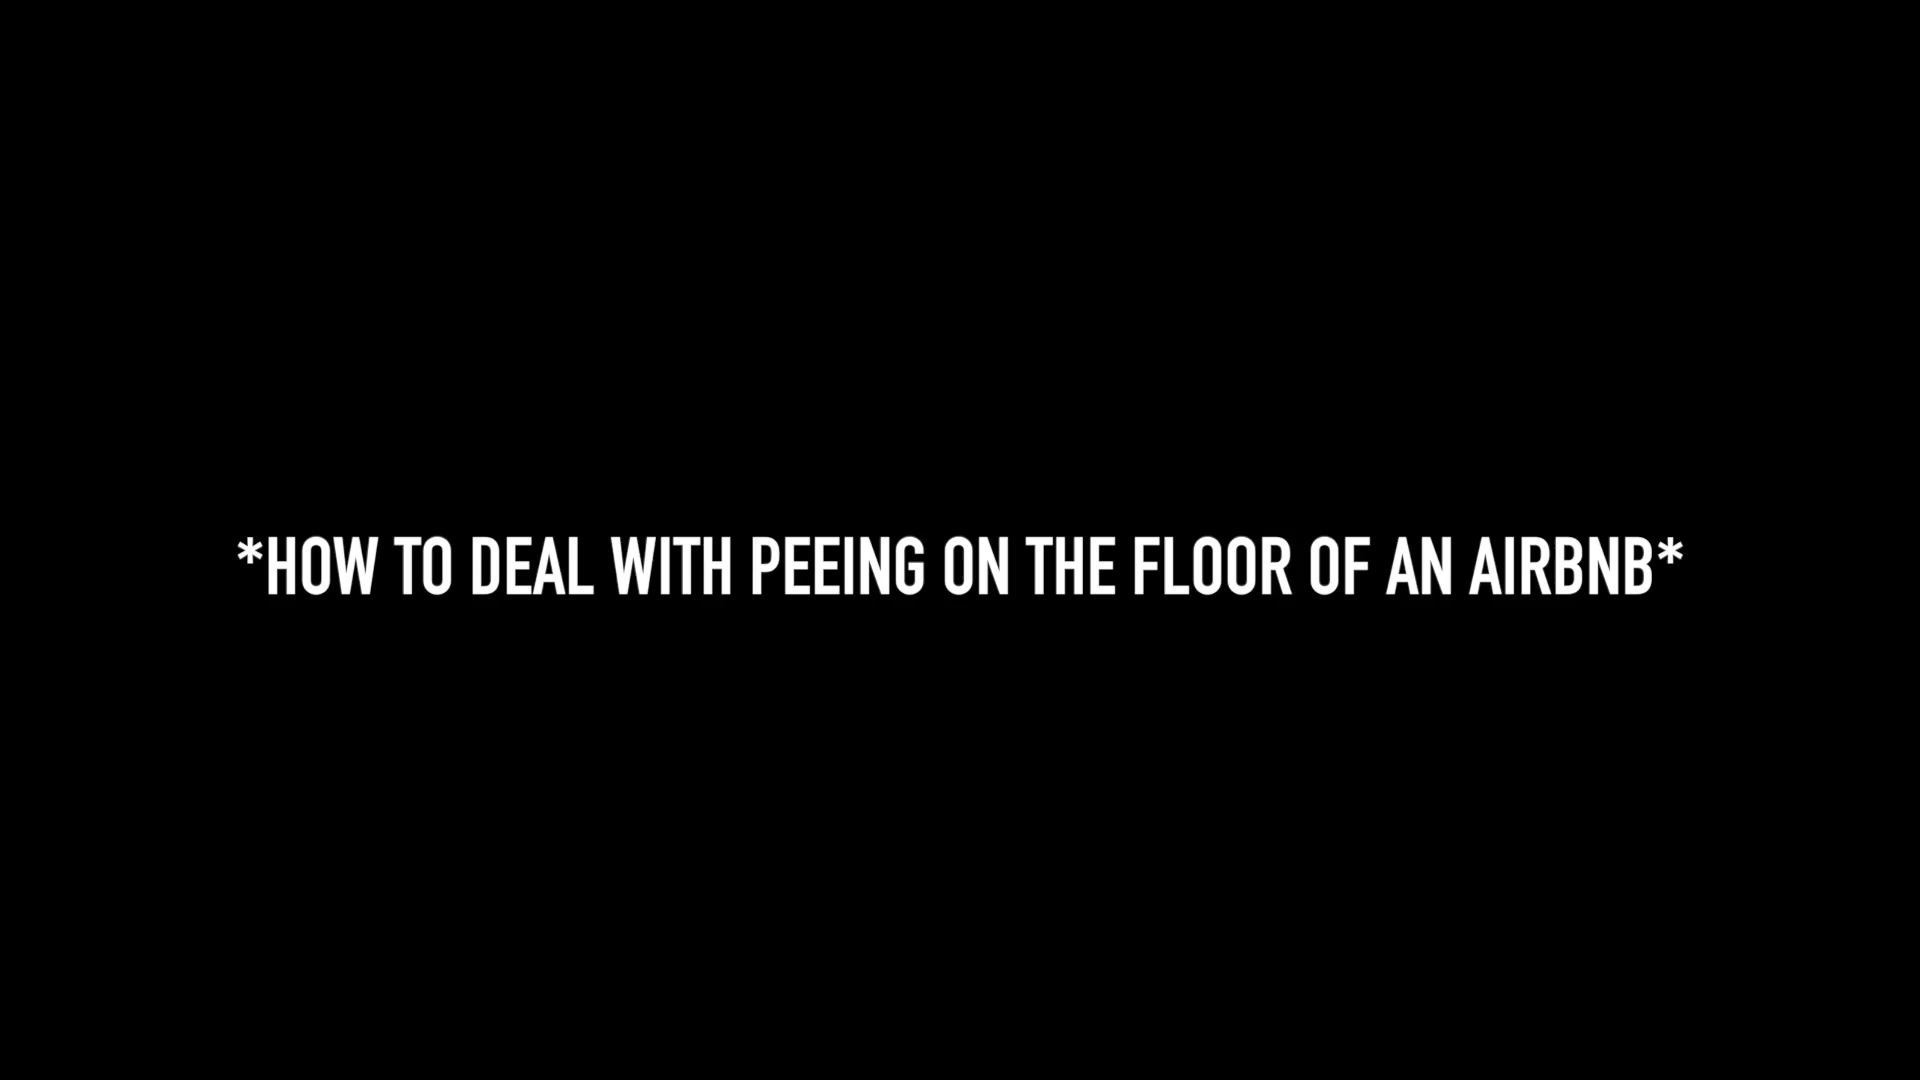 *HOW TO DEAL WITH PEEING ON THE FLOOR OF AN AIRBNB*